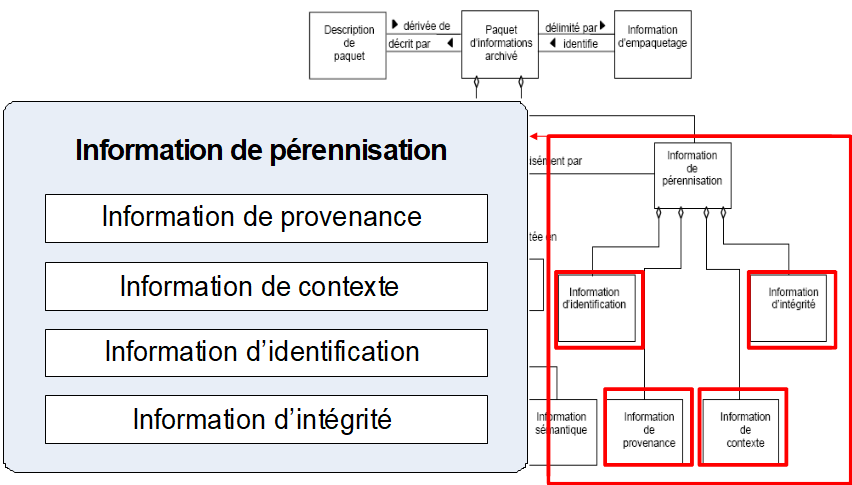 Description
de
paquet
dérivée de
décrit par
Paquet
d'informations
archivé
délimité par
identifie
Information
d'empaquetage
Information de pérennisation
Information de provenance
Information de contexte
Information d'identification
Information d'intégrité
isément par
tée en
Information
de
pérennisation
Information
d'identification
Information
d'intégrité
Information
sémantique
Information
de
provenance
Information
de
contexte